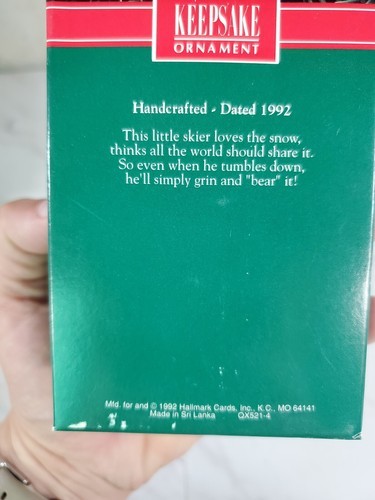 KEEPSAKE
ORNAMENT
Handcrafted - Dated 1992
This little skier loves the snow,
thinks all the world should share it.
So even when he tumbles down,
he'll simply grin and "bear" it!
Mfd. for and © 1992 Hallmark Cards, Inc., K.C., MO 64141
Made in Sri Lanka QX521-4